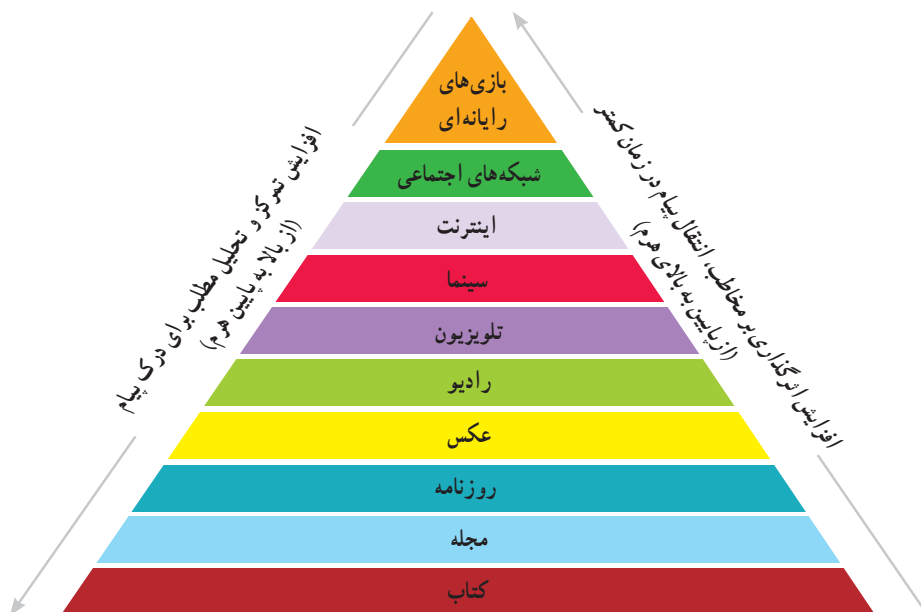 بازی‌های
رایانه‌ای
شبکه‌های اجتماعی
اینترنت
سینما
تلویزیون
رادیو
عکس
روزنامه
مجله
کتاب
افزایش اثرگذاری بر مخاطب، انتقال پیام در زمان کمتر
(از پایین به بالای هرم)
افزایش تمرکز و تحلیل مطلب برای درک پیام
(از بالا به پایین هرم)